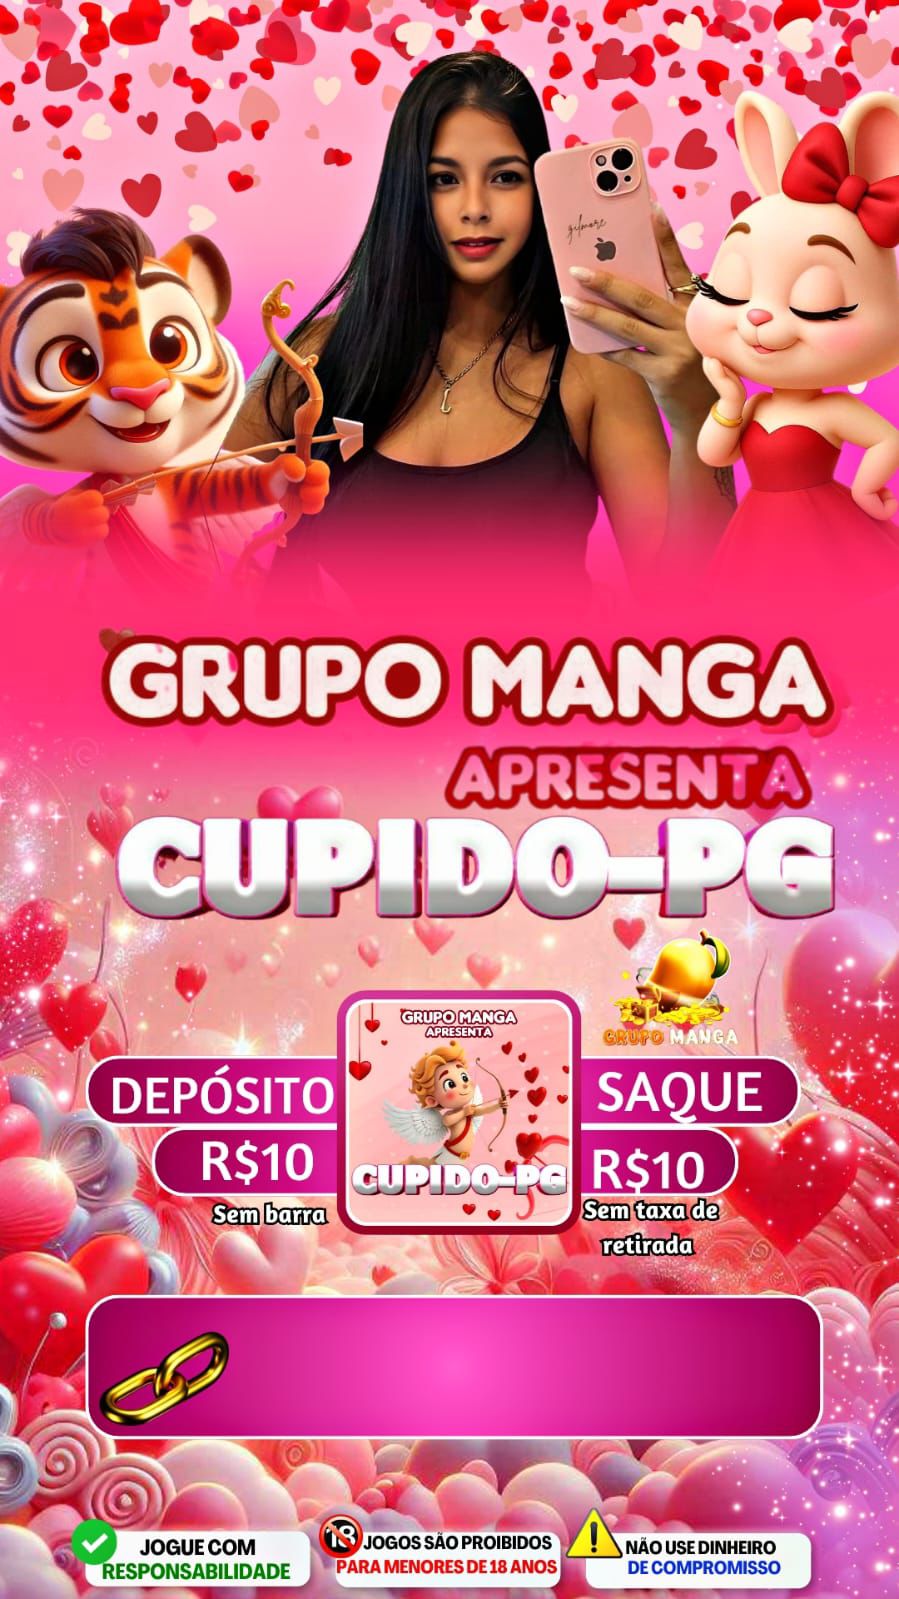 gilmore
GRUPO MANGA
APRESENTA
CUPIDO-PG
GRUPO MANGA
GRUPO MANGA
APRESENTA
CUPIDO-PG
DEPÓSITO
R$10
Sem barra
SAQUE
R$10
Sem taxa de
retirada
JOGUE COM
RESPONSABILIDADE
18
JOGOS SÃO PROIBIDOS
PARA MENORES DE 18 ANOS
NÃO USE DINHEIRO
DE COMPROMISSO